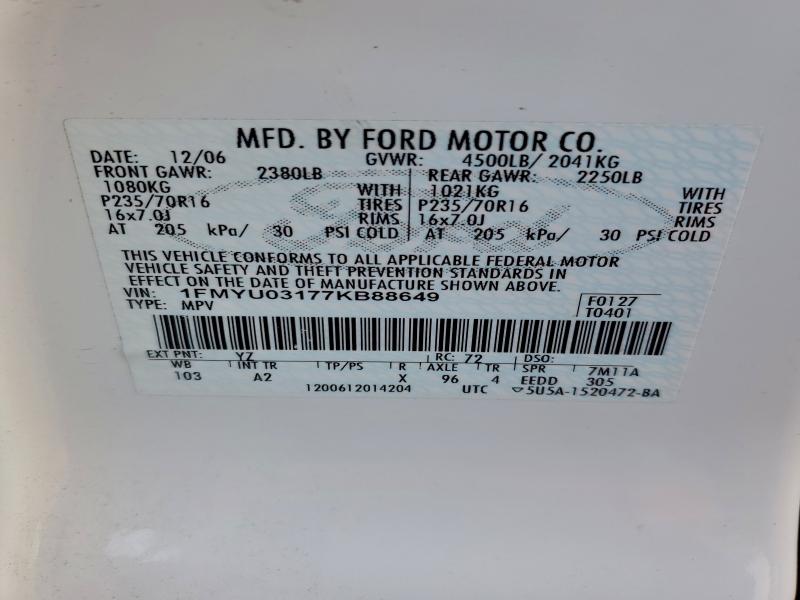 MFD. BY FORD MOTOR CO.
DATE: 12/06 GVWR: 4500LB/ 2041KG
FRONT GAWR: 2380LB REAR GAWR: 2250LB
1080KG WITH 1021KG WITH
P235/70R16 TIRES P235/70R16 TIRES
16x7.0J RIMS 16x7.0J RIMS
AT 205 kPa/ 30 PSI COLD AT 205 kPa/ 30 PSI COLD
Ford
THIS VEHICLE CONFORMS TO ALL APPLICABLE FEDERAL MOTOR
VEHICLE SAFETY AND THEFT PREVENTION STANDARDS IN
EFFECT ON THE DATE OF MANUFACTURE SHOWN ABOVE.
VIN: 1FMYU03177KB88649 F0127
TYPE: MPV T0401
EXT PNT: YZ RC: 72 DSO:
WB INT TR TP/PS R AXLE TR SPR 7M11A
103 A2 X 96 4 EEDD 305
1200612014204 UTC 5U5A-1520472-BA